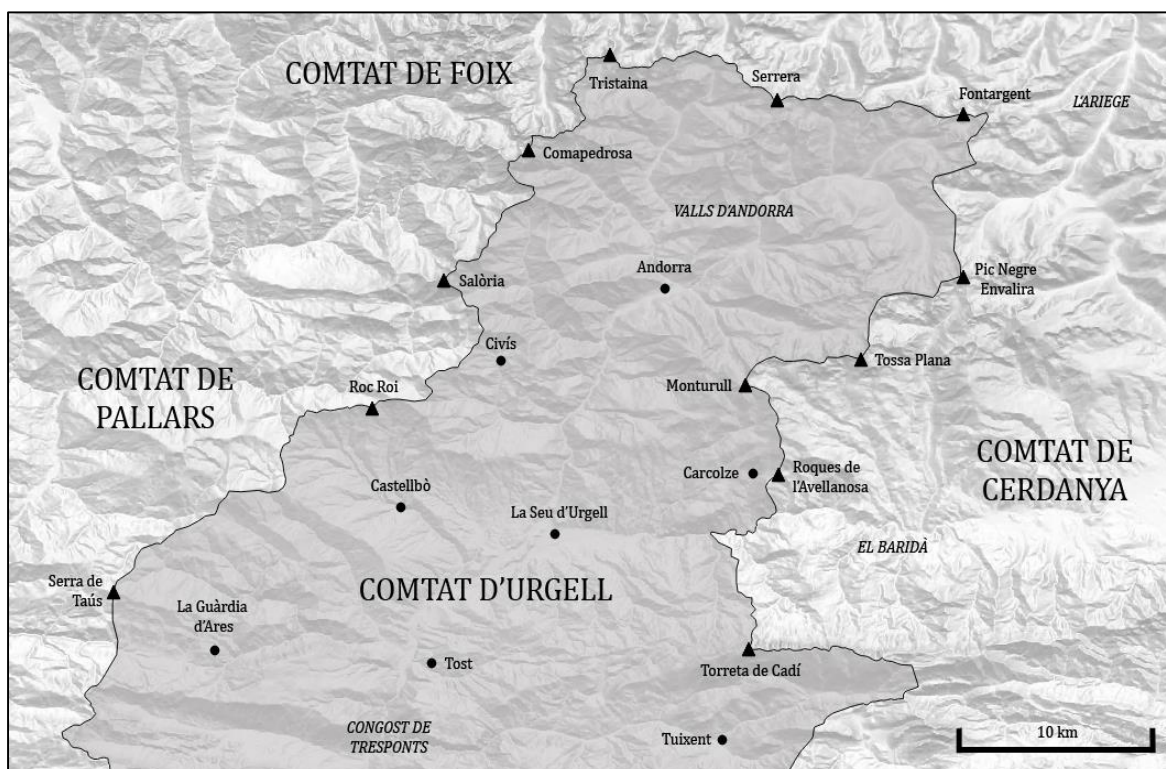 COMTAT DE FOIX
Tristaina
Serrera
Fontargent
L'ARIEGE
Comapedrosa
VALLS D'ANDORRA
Andorra
Salòria
Pic Negre
Envalira
Civís
COMTAT DE
PALLARS
Roc Roi
Monturull
Tossa Plana
COMTAT DE
CERDANYA
Carcolze
Roques de
l'Avellanosa
Castellbò
La Seu d'Urgell
EL BARIDÀ
COMTAT D'URGELL
Serra de
Taús
La Guàrdia
d'Ares
Tost
Torreta de Cadí
CONGOST DE
TRESPONTS
Tuixent
10 km